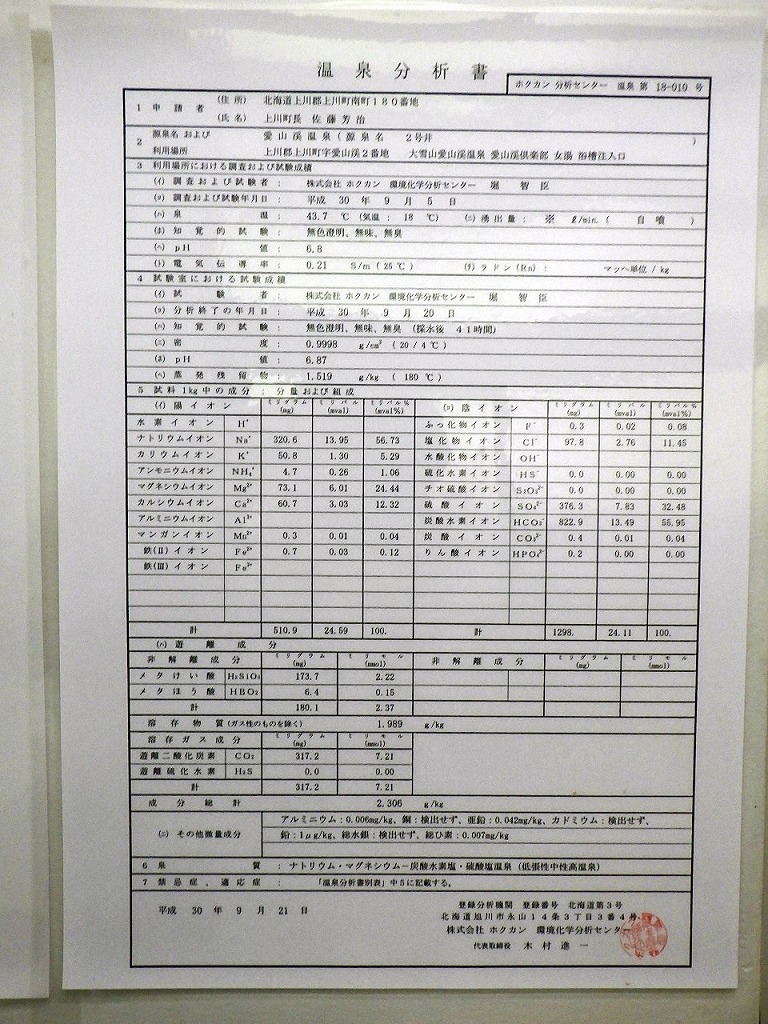 温泉分析書
ホクカン 分析センター 温泉 第 18-019 号
1 申請者 (住所) 北海道上川郡上川町南町180番地
(氏名) 上川町長 佐藤芳治
2 源泉名 および 愛山溪温泉 ( 源泉名 2号井 )
利用場所 上川郡上川町字愛山溪2番地 大雪山愛山溪温泉 愛山溪倶楽部 女湯 浴槽注入口
3 利用場所における調査および試験成績
(イ) 調査および試験者 : 株式会社 ホクカン 環境化学分析センター 堀 智臣
(ロ) 調査および試験年月日 : 平成 30 年 9 月 5 日
(ハ) 泉温 : 43.7 ℃ (気温 : 18 ℃) (ニ) 湧出量 : ※ ℓ/min. ( 自噴 )
(ホ) 知覚的試験 : 無色澄明、無味、無臭
(ヘ) pH値 : 6.8
(ト) 電気伝導率 : 0.21 S/m (25℃) (チ) ラドン(Rn) : マッヘ単位/kg
4 試験室における試験成績
(イ) 試験者 : 株式会社 ホクカン 環境化学分析センター 堀 智臣
(ロ) 分析終了の年月日 : 平成 30 年 9 月 20 日
(ハ) 知覚的試験 : 無色澄明、無味、無臭 (採水後 41時間)
(ニ) 密度 : 0.9998 g/cm³ (20/4℃)
(ホ) pH値 : 6.87
(ヘ) 蒸発残留物 : 1.519 g/kg (180℃)
5 試料1kg中の成分 : 分量および組成
(イ) 陽イオン ミリグラム (mg) ミリバル (mval) ミリバル% (mval%) (ロ) 陰イオン ミリグラム (mg) ミリバル (mval) ミリバル% (mval%)
水素イオン H⁺ ふっ化物イオン F⁻ 0.3 0.02 0.08
ナトリウムイオン Na⁺ 320.6 13.95 56.73 塩化物イオン Cl⁻ 97.8 2.76 11.45
カリウムイオン K⁺ 50.8 1.30 5.29 水酸化物イオン OH⁻
アンモニウムイオン NH₄⁺ 4.7 0.26 1.06 硫化水素イオン HS⁻ 0.0 0.00 0.00
マグネシウムイオン Mg²⁺ 73.1 6.01 24.44 チオ硫酸イオン S₂O₃²⁻ 0.0 0.00 0.00
カルシウムイオン Ca²⁺ 60.7 3.03 12.32 硫酸イオン SO₄²⁻ 376.3 7.83 32.48
アルミニウムイオン Al³⁺ 炭酸水素イオン HCO₃⁻ 822.9 13.49 55.95
マンガンイオン Mn²⁺ 0.3 0.01 0.04 炭酸イオン CO₃²⁻ 0.4 0.01 0.04
鉄(II)イオン Fe²⁺ 0.7 0.03 0.12 りん酸イオン HPO₄²⁻ 0.2 0.00 0.00
鉄(III)イオン Fe³⁺
計 510.9 24.59 100. 計 1298. 24.11 100.
(ハ) 遊離成分
非解離成分 ミリグラム (mg) ミリモル (mmol) 非解離成分 ミリグラム (mg) ミリモル (mmol)
メタけい酸 H₂SiO₃ 173.7 2.22
メタほう酸 HBO₂ 6.4 0.15
計 180.1 2.37
溶存物質(ガス性のものを除く) 1.989 g/kg
溶存ガス成分 ミリグラム (mg) ミリモル (mmol)
遊離二酸化炭素 CO₂ 317.2 7.21
遊離硫化水素 H₂S 0.0 0.00
計 317.2 7.21
成分総計 2.306 g/kg
(ニ) その他微量成分 アルミニウム:0.006mg/kg、銅:検出せず、亜鉛:0.042mg/kg、カドミウム:検出せず、
鉛:1μg/kg、総水銀:検出せず、総ひ素:0.007mg/kg
6 泉質 : ナトリウム・マグネシウム−炭酸水素塩・硫酸塩温泉 (低張性中性高温泉)
7 禁忌症、適応症 : 「温泉分析書別表」中5に記載する。
平成 30 年 9 月 21 日
登録分析機関 登録番号 北海道第3号
北海道旭川市永山14条3丁目3番4号
株式会社 ホクカン 環境化学分析センター
代表取締役 木村進一